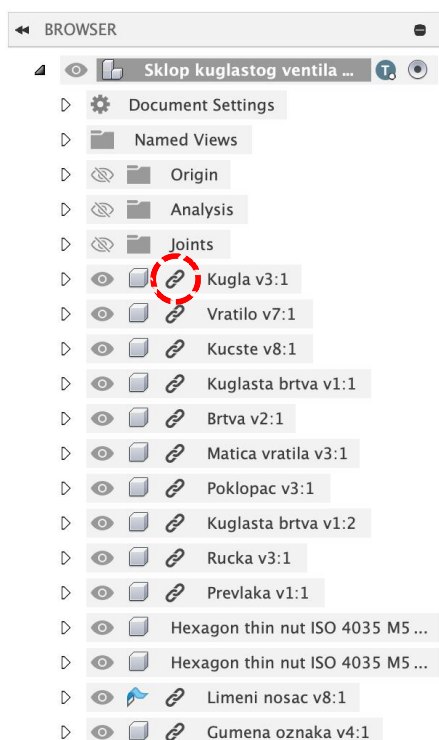 BROWSER
Sklop kuglastog ventila ...
Document Settings
Named Views
Origin
Analysis
Joints
Kugla v3:1
Vratilo v7:1
Kucste v8:1
Kuglasta brtva v1:1
Brtva v2:1
Matica vratila v3:1
Poklopac v3:1
Kuglasta brtva v1:2
Rucka v3:1
Prevlaka v1:1
Hexagon thin nut ISO 4035 M5 ...
Hexagon thin nut ISO 4035 M5 ...
Limeni nosac v8:1
Gumena oznaka v4:1